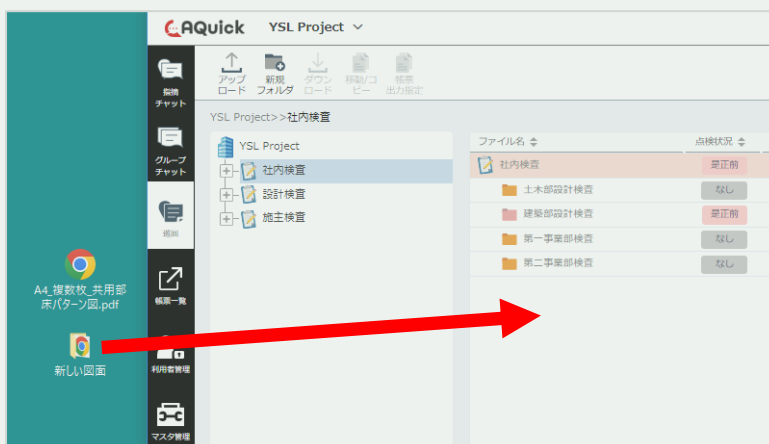 AQuick YSL Project
アップ
ロード
新規
フォルダ
ダウン
ロード
移動/コ
ピー
帳票
出力指定
指摘
チャット
グループ
チャット
巡回
帳票一覧
利用者管理
マスタ管理
YSL Project>>社内検査
YSL Project
社内検査
設計検査
施主検査
ファイル名 点検状況
社内検査 是正前
土木部設計検査 なし
建築部設計検査 是正前
第一事業部検査 なし
第二事業部検査 なし
A4_複数枚_共用部
床パターン図.pdf
新しい図面